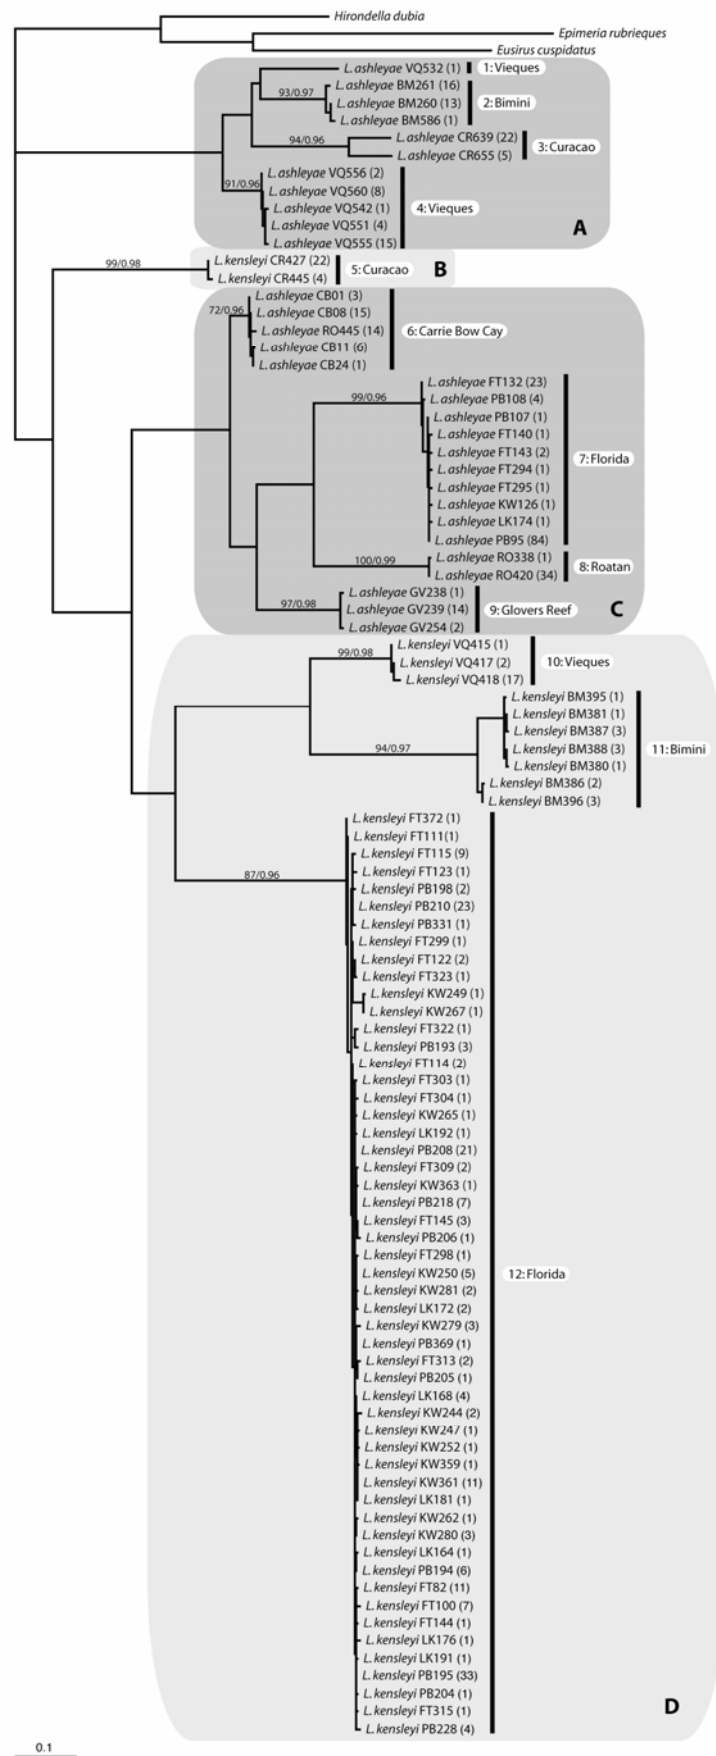 Hirondella dubia
Epimeria rubrieques
Eusirus cuspidatus
L. ashleyae VQ532 (1)
1: Vieques
93/0.97
L. ashleyae BM261 (16)
L. ashleyae BM260 (13)
2: Bimini
L. ashleyae BM586 (1)
94/0.96
L. ashleyae CR639 (22)
3: Curacao
L. ashleyae CR655 (5)
L. ashleyae VQ556 (2)
91/0.96
L. ashleyae VQ560 (8)
L. ashleyae VQ542 (1)
4: Vieques
L. ashleyae VQ551 (4)
L. ashleyae VQ555 (15)
A
99/0.98
L. kensleyi CR427 (22)
5: Curacao
B
L. kensleyi CR445 (4)
L. ashleyae CB01 (3)
72/0.96
L. ashleyae CB08 (15)
L. ashleyae RO445 (14)
6: Carrie Bow Cay
L. ashleyae CB11 (6)
L. ashleyae CB24 (1)
L. ashleyae FT132 (23)
99/0.96
L. ashleyae PB108 (4)
L. ashleyae PB107 (1)
L. ashleyae FT140 (1)
L. ashleyae FT143 (2)
7: Florida
L. ashleyae FT294 (1)
L. ashleyae FT295 (1)
L. ashleyae KW126 (1)
L. ashleyae LK174 (1)
L. ashleyae PB95 (84)
L. ashleyae RO338 (1)
100/0.99
8: Roatan
L. ashleyae RO420 (34)
L. ashleyae GV238 (1)
97/0.98
L. ashleyae GV239 (14)
9: Glovers Reef
C
L. ashleyae GV254 (2)
L. kensleyi VQ415 (1)
99/0.98
L. kensleyi VQ417 (2)
10: Vieques
L. kensleyi VQ418 (17)
L. kensleyi BM395 (1)
L. kensleyi BM381 (1)
L. kensleyi BM387 (3)
94/0.97
L. kensleyi BM388 (3)
11: Bimini
L. kensleyi BM380 (1)
L. kensleyi BM386 (2)
L. kensleyi BM396 (3)
L. kensleyi FT372 (1)
L. kensleyi FT111(1)
L. kensleyi FT115 (9)
87/0.96
L. kensleyi FT123 (1)
L. kensleyi PB198 (2)
L. kensleyi PB210 (23)
L. kensleyi PB331 (1)
L. kensleyi FT299 (1)
L. kensleyi FT122 (2)
L. kensleyi FT323 (1)
L. kensleyi KW249 (1)
L. kensleyi KW267 (1)
L. kensleyi FT322 (1)
L. kensleyi PB193 (3)
L. kensleyi FT114 (2)
L. kensleyi FT303 (1)
L. kensleyi FT304 (1)
L. kensleyi KW265 (1)
L. kensleyi LK192 (1)
L. kensleyi PB208 (21)
L. kensleyi FT309 (2)
L. kensleyi KW363 (1)
L. kensleyi PB218 (7)
L. kensleyi FT145 (3)
L. kensleyi PB206 (1)
L. kensleyi FT298 (1)
L. kensleyi KW250 (5)
12: Florida
L. kensleyi KW281 (2)
L. kensleyi LK172 (2)
L. kensleyi KW279 (3)
L. kensleyi PB369 (1)
L. kensleyi FT313 (2)
L. kensleyi PB205 (1)
L. kensleyi LK168 (4)
L. kensleyi KW244 (2)
L. kensleyi KW247 (1)
L. kensleyi KW252 (1)
L. kensleyi KW359 (1)
L. kensleyi KW361 (11)
L. kensleyi LK181 (1)
L. kensleyi KW262 (1)
L. kensleyi KW280 (3)
L. kensleyi LK164 (1)
L. kensleyi PB194 (6)
L. kensleyi FT82 (11)
L. kensleyi FT100 (7)
L. kensleyi FT144 (1)
L. kensleyi LK176 (1)
L. kensleyi LK191 (1)
L. kensleyi PB195 (33)
L. kensleyi PB204 (1)
L. kensleyi FT315 (1)
D
L. kensleyi PB228 (4)
0.1